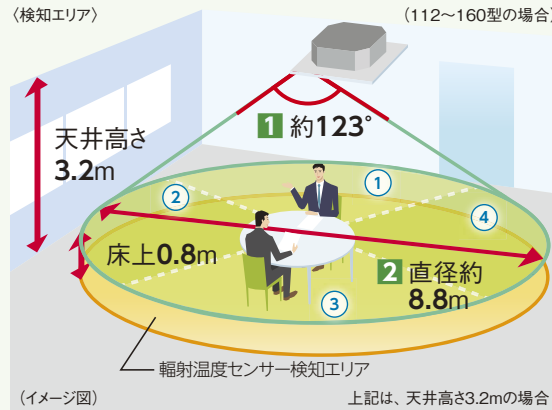 〈検知エリア〉
(112〜160型の場合)
1 約123°
天井高さ
3.2m
①
②
④
床上0.8m
2 直径約
8.8m
③
輻射温度センサー検知エリア
(イメージ図)
上記は、天井高さ3.2mの場合